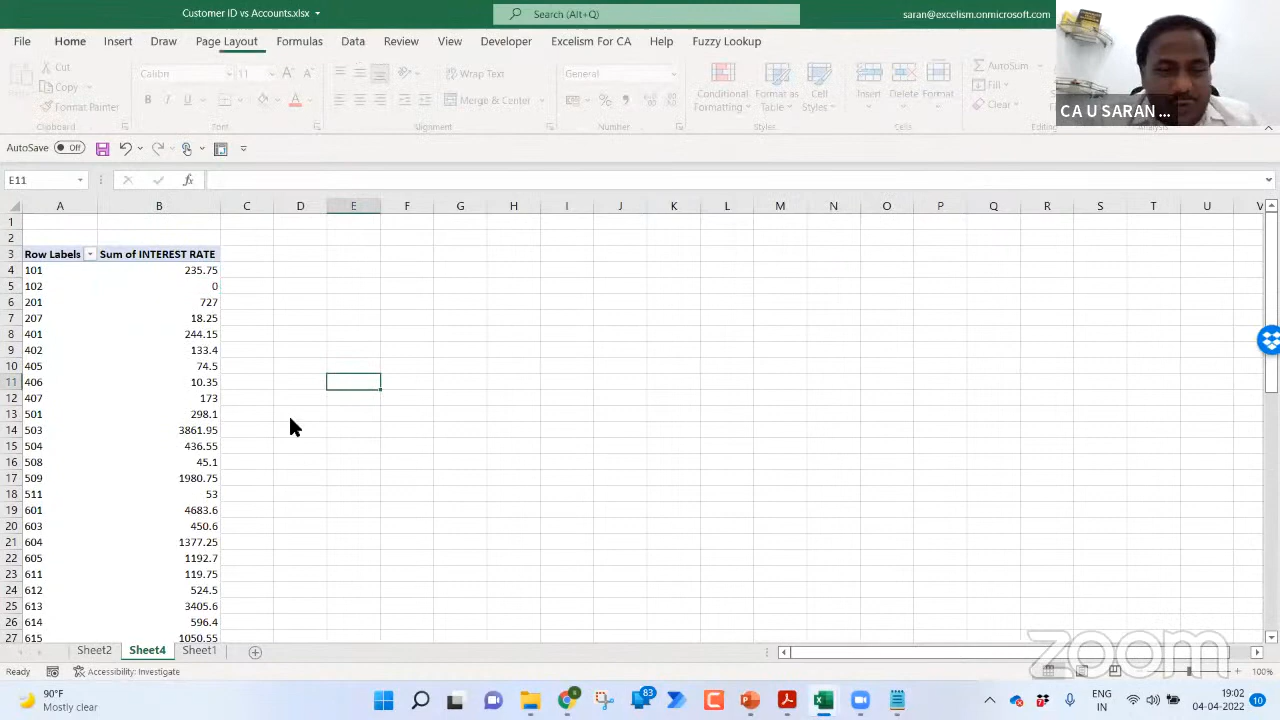 Customer ID vs Accounts.xlsx
Search (Alt+Q)
saran@excelism.onmicrosoft.com
File Home Insert Draw Page Layout Formulas Data Review View Developer Excelism For CA Help Fuzzy Lookup
Cut
Copy
Format Painter
Calibri 11
B I U
Wrap Text
Merge & Center
General
Conditional Formatting
Format as Table
Cell Styles
Insert Delete Format
AutoSum
Fill
Clear
Clipboard Font Alignment Number Styles Cells Editing Analysis
CA U SARAN ...
AutoSave Off
E11 fx
A B C D E F G H I J K L M N O P Q R S T U V
1
2
3 Row Labels Sum of INTEREST RATE
4 101 235.75
5 102 0
6 201 727
7 207 18.25
8 401 244.15
9 402 133.4
10 405 74.5
11 406 10.35
12 407 173
13 501 298.1
14 503 3861.95
15 504 436.55
16 508 45.1
17 509 1980.75
18 511 53
19 601 4683.6
20 603 450.6
21 604 1377.25
22 605 1192.7
23 611 119.75
24 612 524.5
25 613 3405.6
26 614 596.4
27 615 1050.55
Sheet2 Sheet4 Sheet1
zoom
Ready Accessibility: Investigate 100%
90°F
Mostly clear
83
ENG
IN
19:02
04-04-2022
10